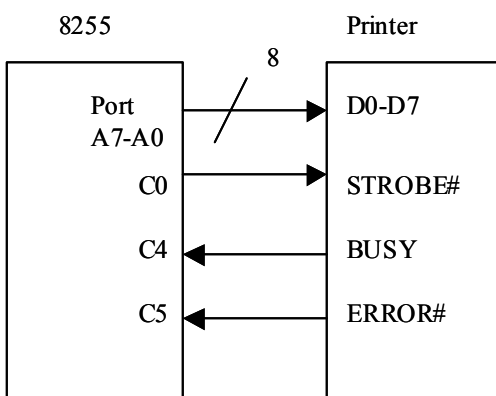 8255
Printer
8
Port
A7-A0
D0-D7
C0
STROBE#
C4
BUSY
C5
ERROR#